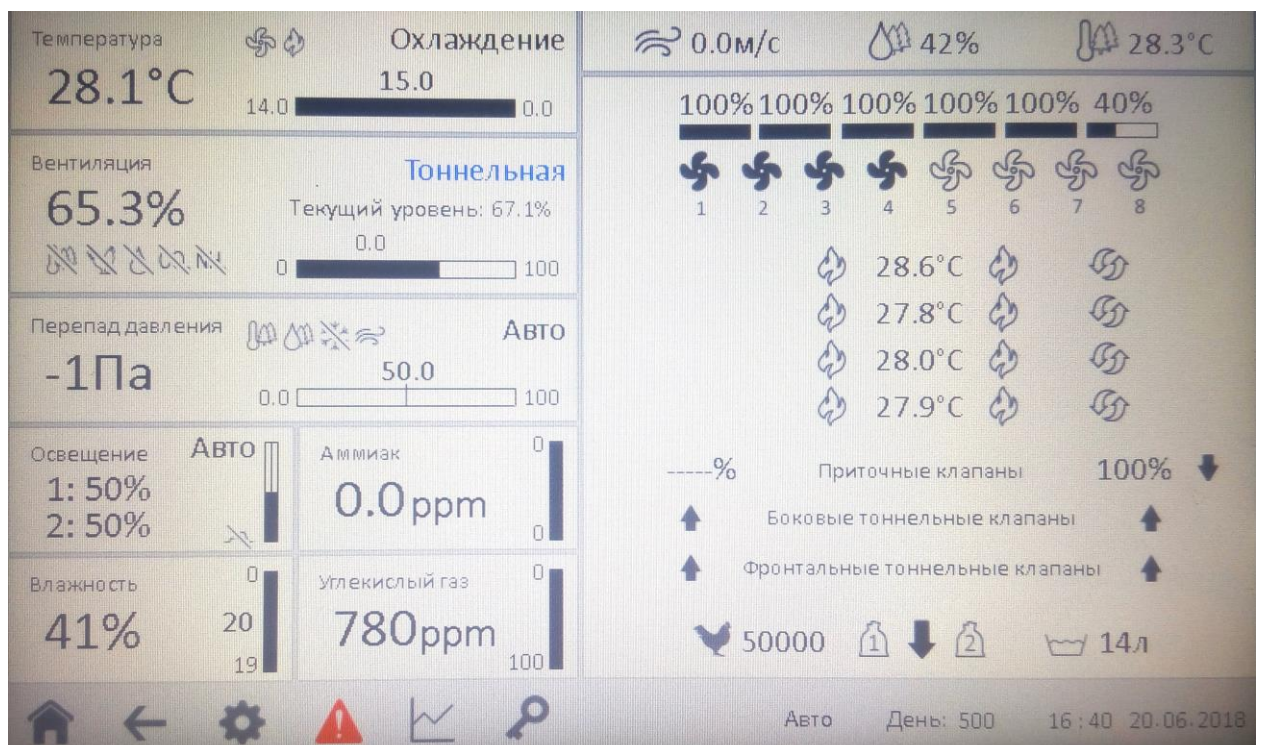 Температура
Охлаждение
28.1°C
15.0
14.0
0.0
Вентиляция
Тоннельная
65.3%
Текущий уровень: 67.1%
0.0
0
100
Перепад давления
Авто
-1Па
50.0
0.0
100
Освещение
Авто
1: 50%
2: 50%
Аммиак
0
0.0ppm
0
Влажность
0
41%
20
19
Углекислый газ
0
780ppm
100
0.0м/с
42%
28.3°C
100% 100% 100% 100% 100% 40%
1 2 3 4 5 6 7 8
28.6°C
27.8°C
28.0°C
27.9°C
-----% Приточные клапаны 100%
Боковые тоннельные клапаны
Фронтальные тоннельные клапаны
50000 1 2 14л
Авто День: 500 16:40 20.06.2018